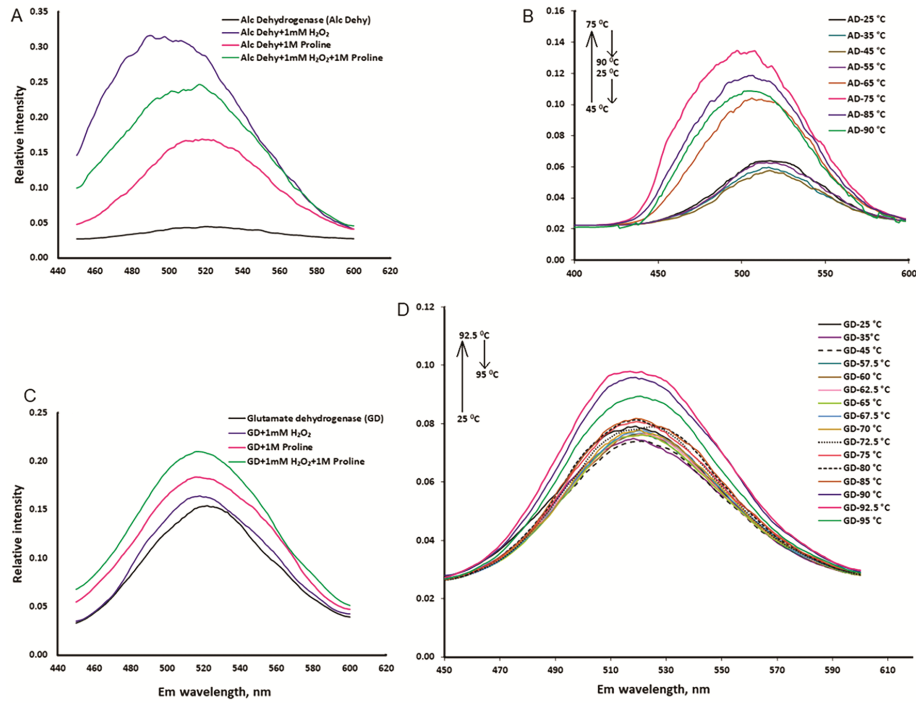 A
Alc Dehydrogenase (Alc Dehy)
Alc Dehy+1mM H₂O₂
Alc Dehy+1M Proline
Alc Dehy+1mM H₂O₂+1M Proline
Relative intensity
0.35
0.30
0.25
0.20
0.15
0.10
0.05
0.00
440 460 480 500 520 540 560 580 600 620
B
75 ⁰C
90 ⁰C
25 ⁰C
45 ⁰C
AD-25 °C
AD-35 °C
AD-45 °C
AD-55 °C
AD-65 °C
AD-75 °C
AD-85 °C
AD-90 °C
0.16
0.14
0.12
0.10
0.08
0.06
0.04
0.02
0.00
400 450 500 550 600
C
Glutamate dehydrogenase (GD)
GD+1mM H₂O₂
GD+1M Proline
GD+1mM H₂O₂+1M Proline
Relative intensity
0.25
0.20
0.15
0.10
0.05
0.00
440 460 480 500 520 540 560 580 600 620
Em wavelength, nm
D
92.5 ⁰C
95 ⁰C
25 ⁰C
GD-25 °C
GD-35°C
GD-45 °C
GD-57.5 °C
GD-60 °C
GD-62.5 °C
GD-65 °C
GD-67.5 °C
GD-70 °C
GD-72.5 °C
GD-75 °C
GD-80 °C
GD-85 °C
GD-90 °C
GD-92.5 °C
GD-95 °C
0.12
0.10
0.08
0.06
0.04
0.02
0.00
450 470 490 510 530 550 570 590 610
Em wavelength, nm